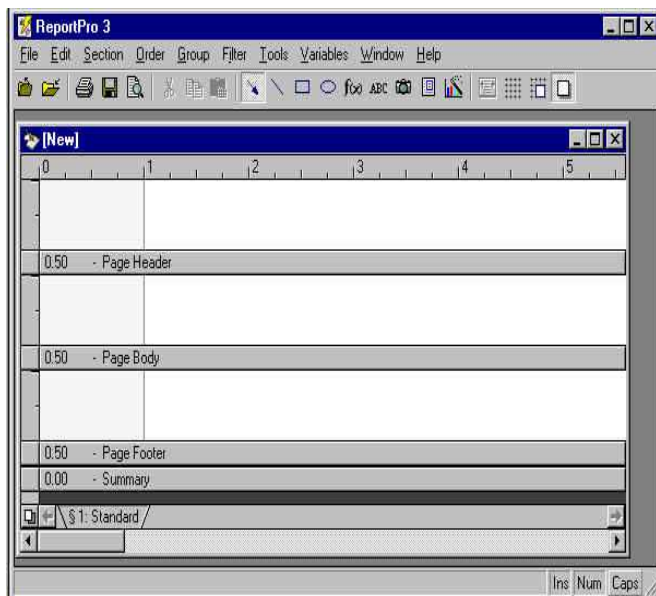 ReportPro 3
File Edit Section Order Group Filter Tools Variables Window Help
f(x) ABC
[New]
0 1 2 3 4 5
0.50 - Page Header
0.50 - Page Body
0.50 - Page Footer
0.00 - Summary
§ 1: Standard
Ins Num Caps